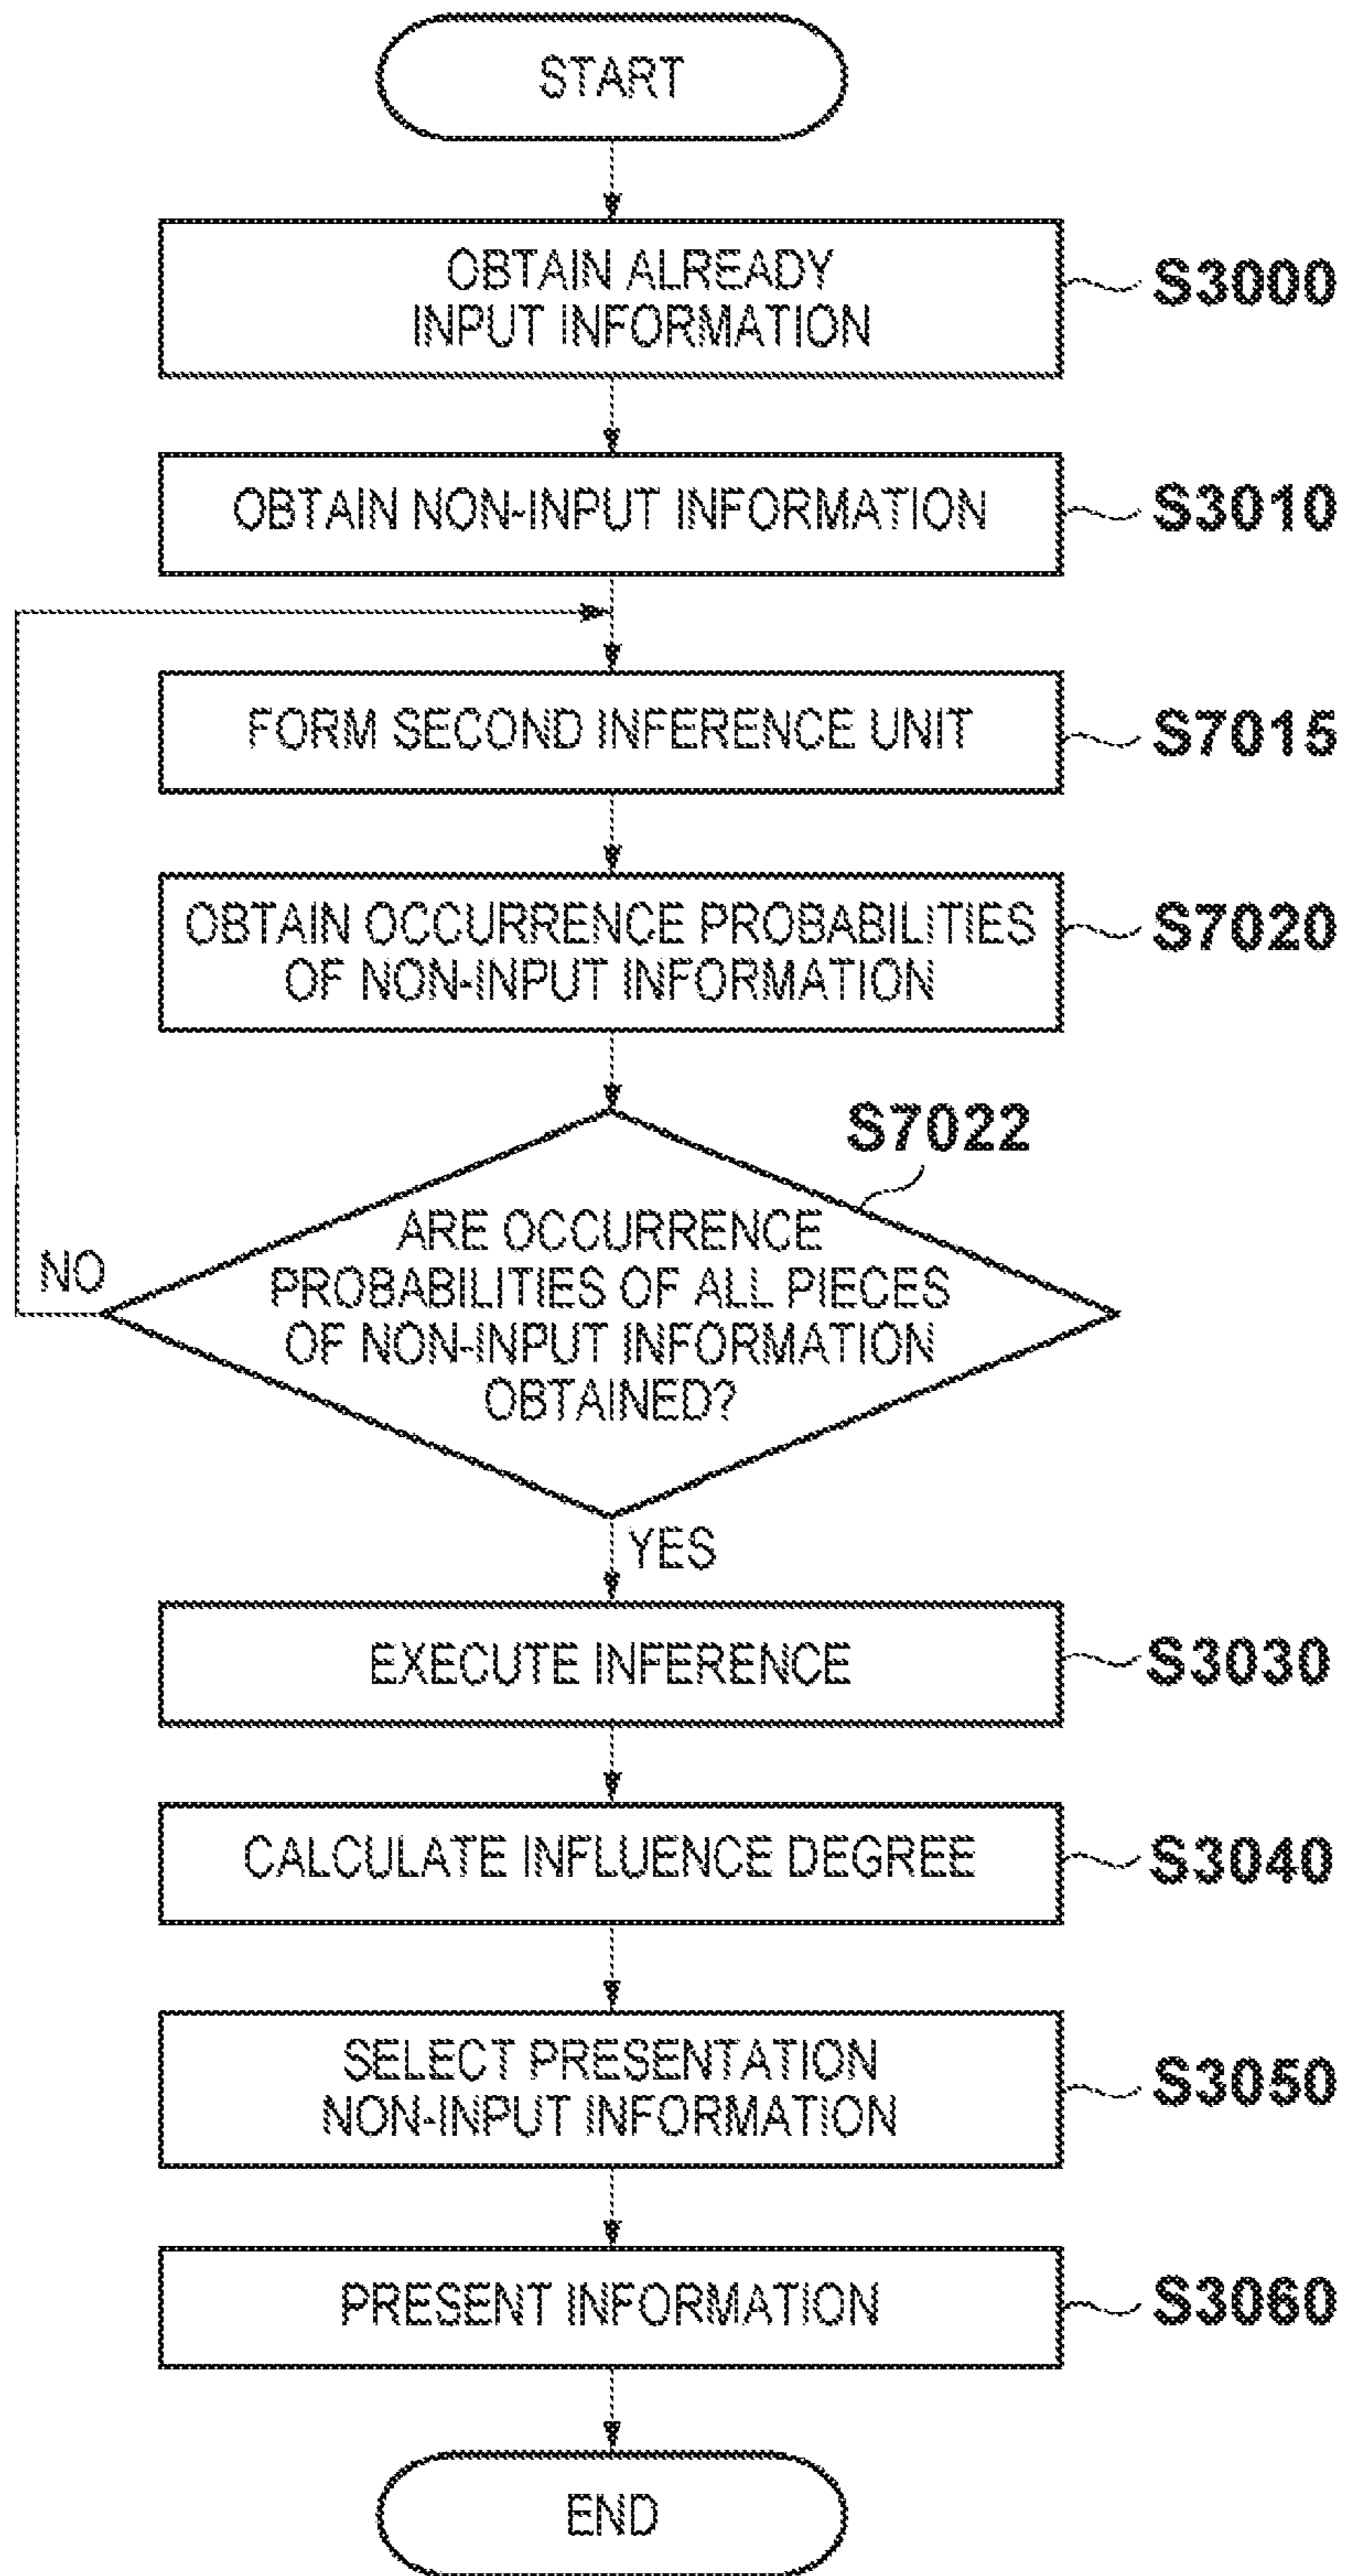 START
OBTAIN ALREADY
INPUT INFORMATION
S3000
OBTAIN NON-INPUT INFORMATION
S3010
FORM SECOND INFERENCE UNIT
S7015
OBTAIN OCCURRENCE PROBABILITIES
OF NON-INPUT INFORMATION
S7020
S7022
ARE OCCURRENCE
PROBABILITIES OF ALL PIECES
OF NON-INPUT INFORMATION
OBTAINED?
NO
YES
EXECUTE INFERENCE
S3030
CALCULATE INFLUENCE DEGREE
S3040
SELECT PRESENTATION
NON-INPUT INFORMATION
S3050
PRESENT INFORMATION
S3060
END